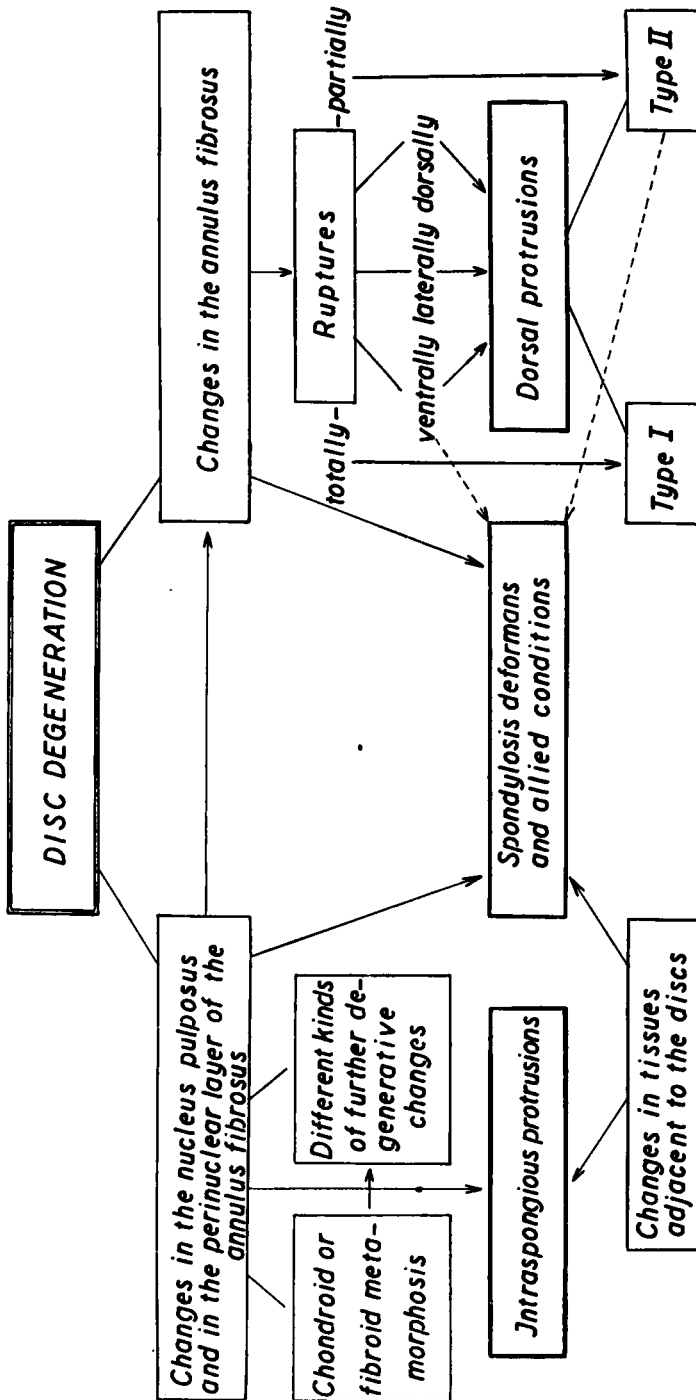 DISC DEGENERATION
Changes in the nucleus pulposus
and in the perinuclear layer of the
annulus fibrosus
Changes in the annulus fibrosus
Chondroid or
fibroid meta-
morphosis
Different kinds
of further de-
generative
changes
Ruptures
totally-
-partially
ventrally laterally dorsally
Jntraspongious protrusions
Spondylosis deformans
and allied conditions
Dorsal protrusions
Changes in tissues
adjacent to the discs
Type I
Type II